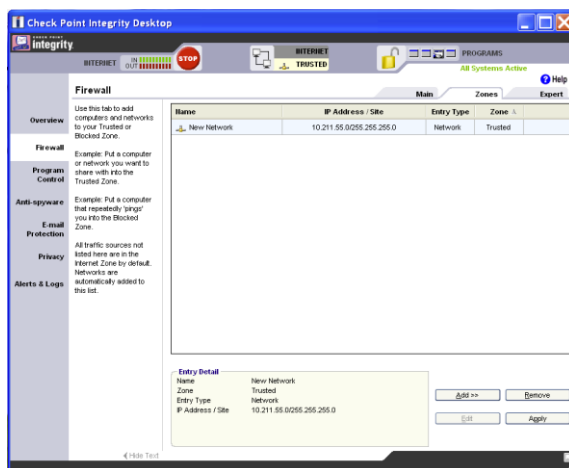 Check Point Integrity Desktop
CHECK POINT
integrity
INTERNET
IN
OUT
STOP
INTERNET
TRUSTED
PROGRAMS
All Systems Active
Help
Firewall
Main
Zones
Expert
Overview
Firewall
Program
Control
Anti-spyware
E-mail
Protection
Privacy
Alerts & Logs
Use this tab to add
computers and networks
to your Trusted or
Blocked Zone.
Example: Put a computer
or network you want to
share with into the
Trusted Zone.
Example: Put a computer
that repeatedly 'pings'
you into the Blocked
Zone.
All traffic sources not
listed here are in the
Internet Zone by default.
Networks are
automatically added to
this list.
Name IP Address / Site Entry Type Zone
New Network 10.211.55.0/255.255.255.0 Network Trusted
Entry Detail
Name New Network
Zone Trusted
Entry Type Network
IP Address / Site 10.211.55.0/255.255.255.0
Add >>
Remove
Edit
Apply
Hide Text